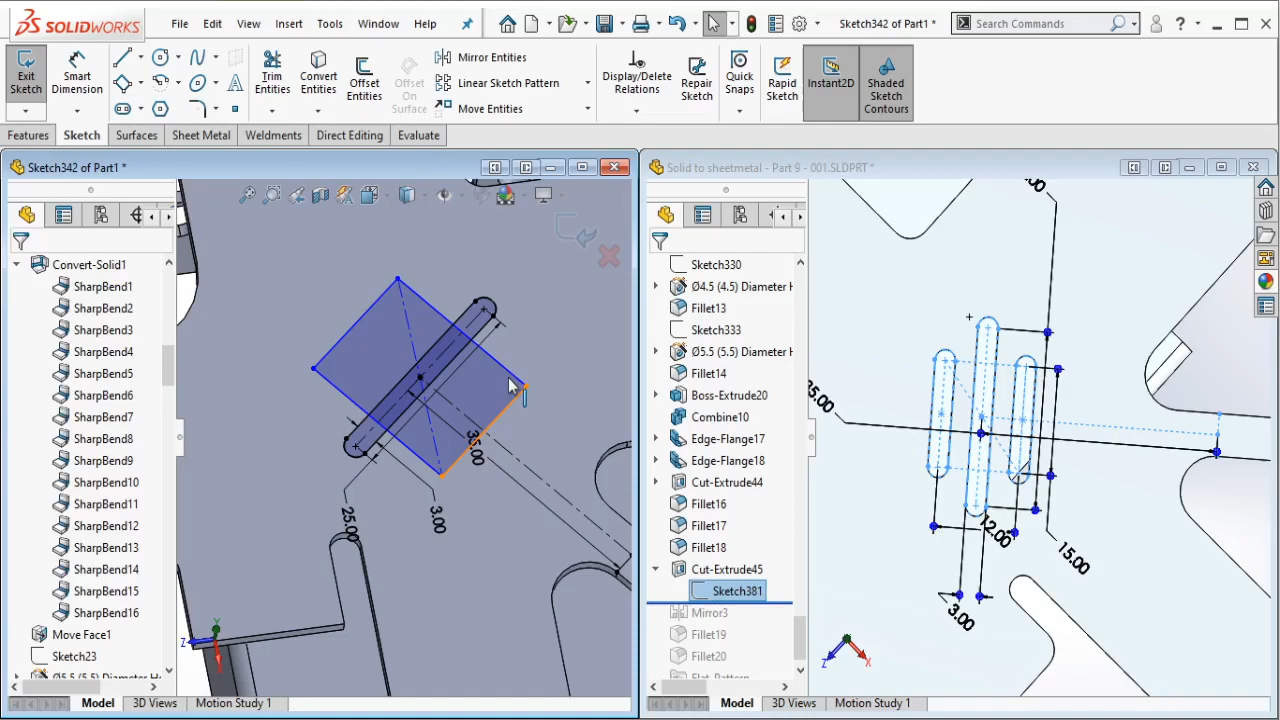 SOLIDWORKS File Edit View Insert Tools Window Help Sketch342 of Part1 * Search Commands ?
Exit Sketch Smart Dimension Trim Entities Convert Entities Offset Entities Offset On Surface Mirror Entities Linear Sketch Pattern Move Entities Display/Delete Relations Repair Sketch Quick Snaps Rapid Sketch Instant2D Shaded Sketch Contours
Features Sketch Surfaces Sheet Metal Weldments Direct Editing Evaluate
Sketch342 of Part1 *
Convert-Solid1
SharpBend1
SharpBend2
SharpBend3
SharpBend4
SharpBend5
SharpBend6
SharpBend7
SharpBend8
SharpBend9
SharpBend10
SharpBend11
SharpBend12
SharpBend13
SharpBend14
SharpBend15
SharpBend16
Move Face1
Sketch23
Ø5.5 (5.5) Diameter H
35.00
25.00
3.00
Y
Z
Model 3D Views Motion Study 1
Solid to sheetmetal - Part 9 - 001.SLDPRT *
Sketch330
Ø4.5 (4.5) Diameter H
Fillet13
Sketch333
Ø5.5 (5.5) Diameter H
Fillet14
Boss-Extrude20
Combine10
Edge-Flange17
Edge-Flange18
Cut-Extrude44
Fillet16
Fillet17
Fillet18
Cut-Extrude45
Sketch381
Mirror3
Fillet19
Fillet20
12.00
15.00
3.00
Z X
Model 3D Views Motion Study 1